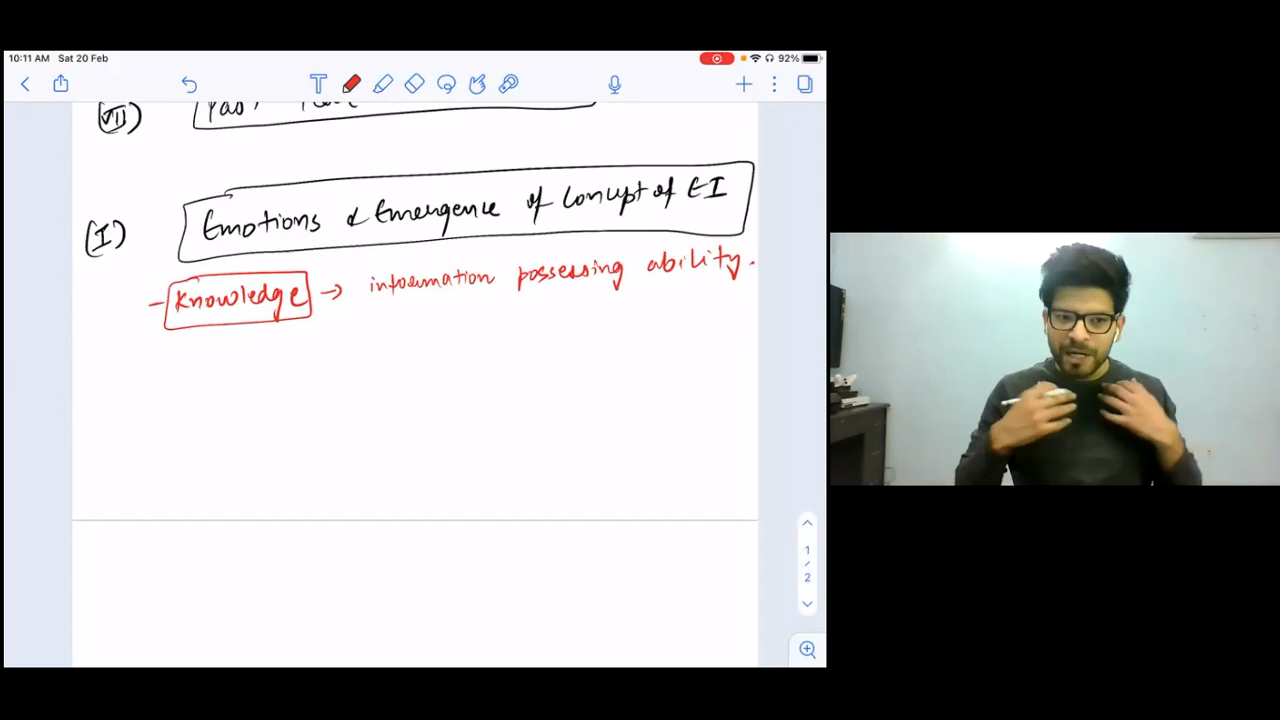 10:11 AM Sat 20 Feb 92%
(VII)
(I) Emotions & Emergence of Concept of EI
- Knowledge → information possessing ability.
1
/
2